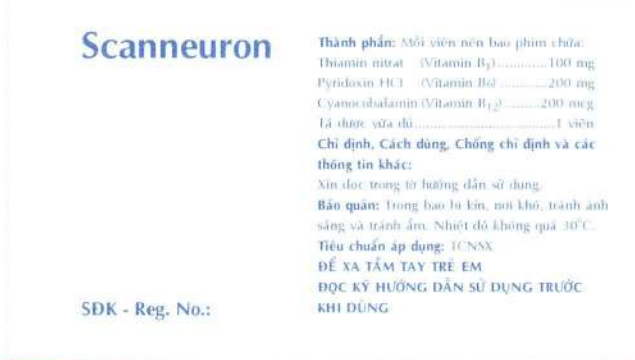 Scanneuron
Thành phần: Mỗi viên nén bao phim chứa:
Thiamin nitrat (Vitamin B₁).............100 mg
Pyridoxin HCl (Vitamin B6).............200 mg
Cyanocobalamin (Vitamin B₁₂).........200 mcg
Tá dược vừa đủ......................................1 viên
Chỉ định, Cách dùng, Chống chỉ định và các
thông tin khác:
Xin đọc trong tờ hướng dẫn sử dụng.
Bảo quản: Trong bao bì kín, nơi khô, tránh ánh
sáng và tránh ẩm. Nhiệt độ không quá 30°C.
Tiêu chuẩn áp dụng: TCNSX
ĐỂ XA TẦM TAY TRẺ EM
ĐỌC KỸ HƯỚNG DẪN SỬ DỤNG TRƯỚC
KHI DÙNG
SĐK - Reg. No.: